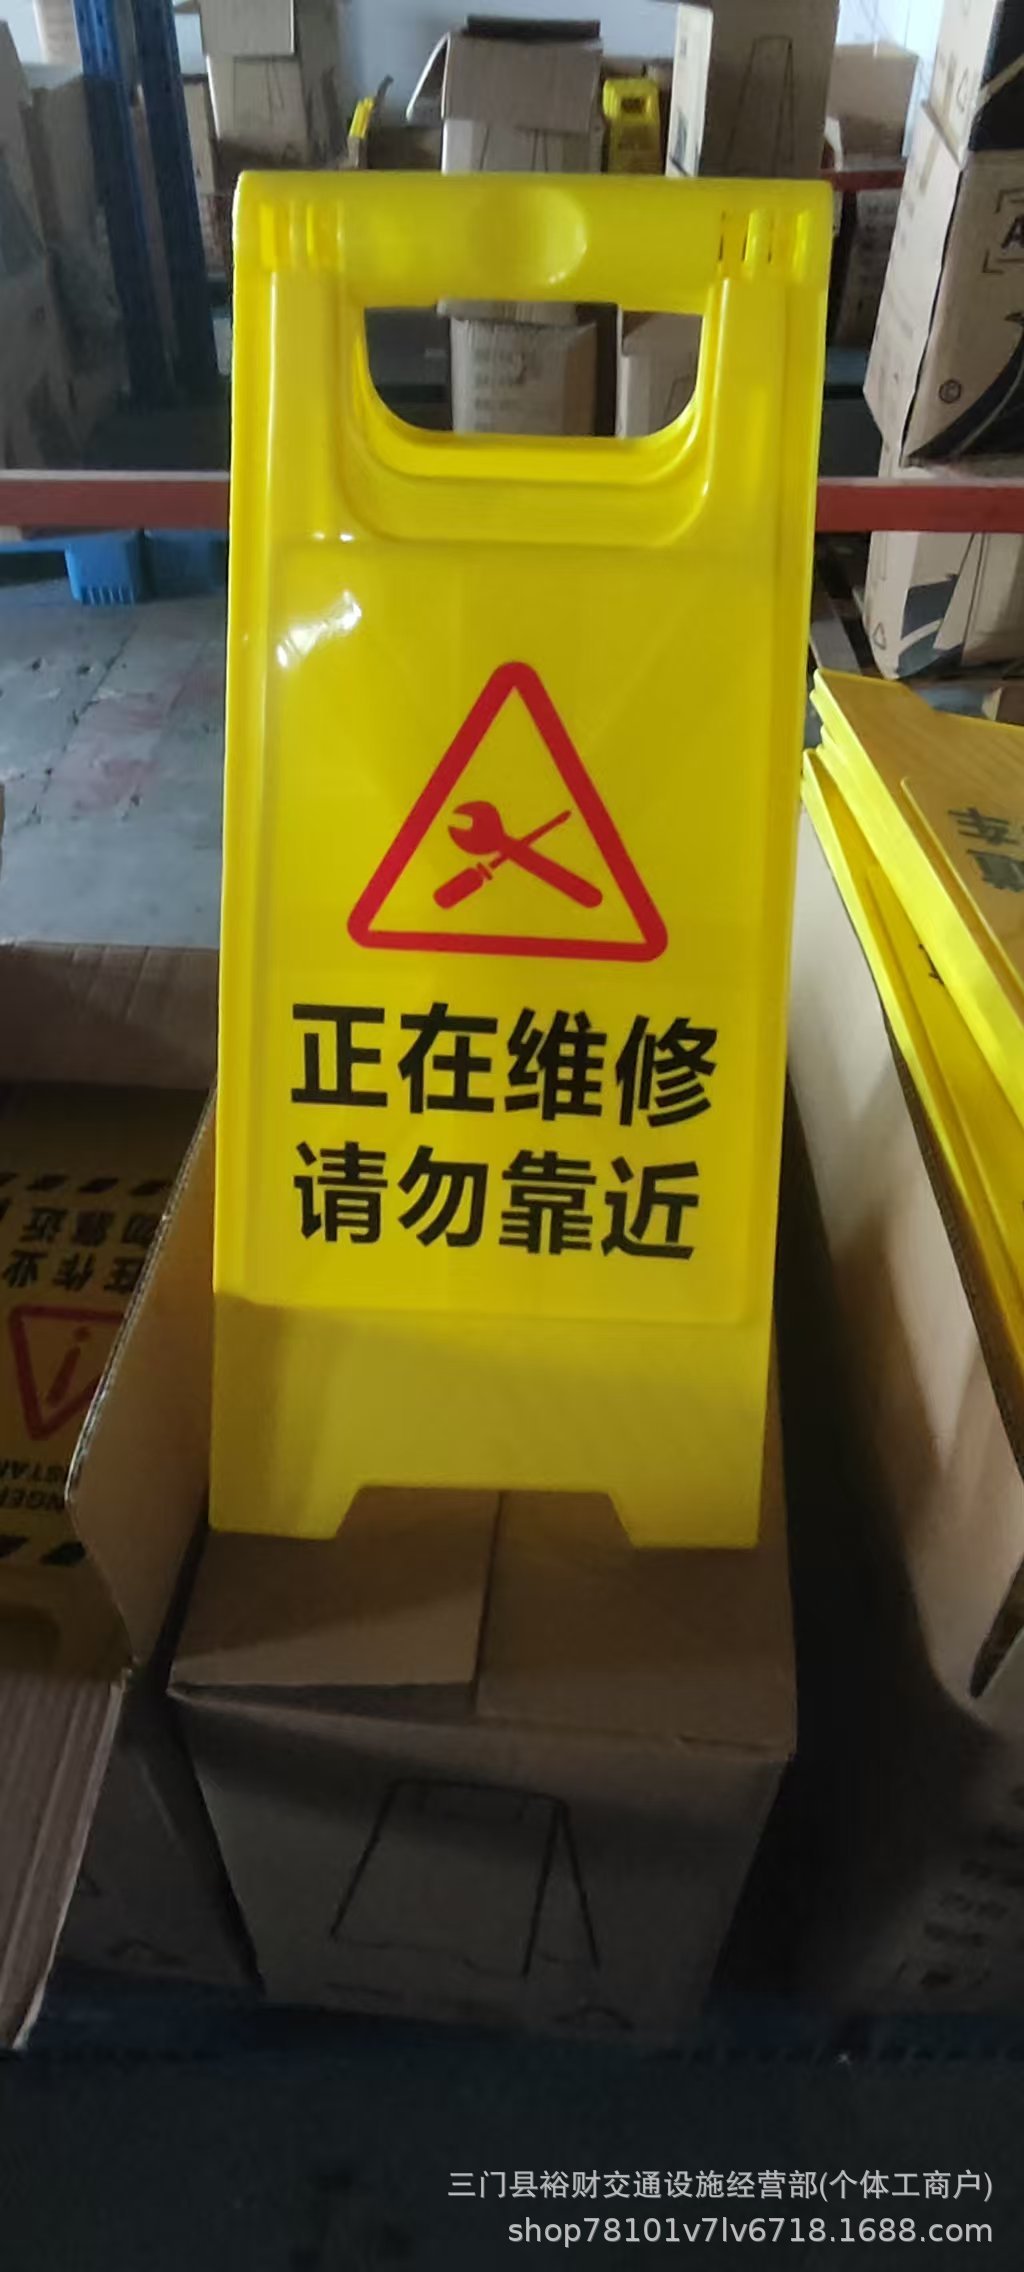 正在维修
请勿靠近
三门县裕财交通设施经营部(个体工商户)
shop78101v7lv6718.1688.com